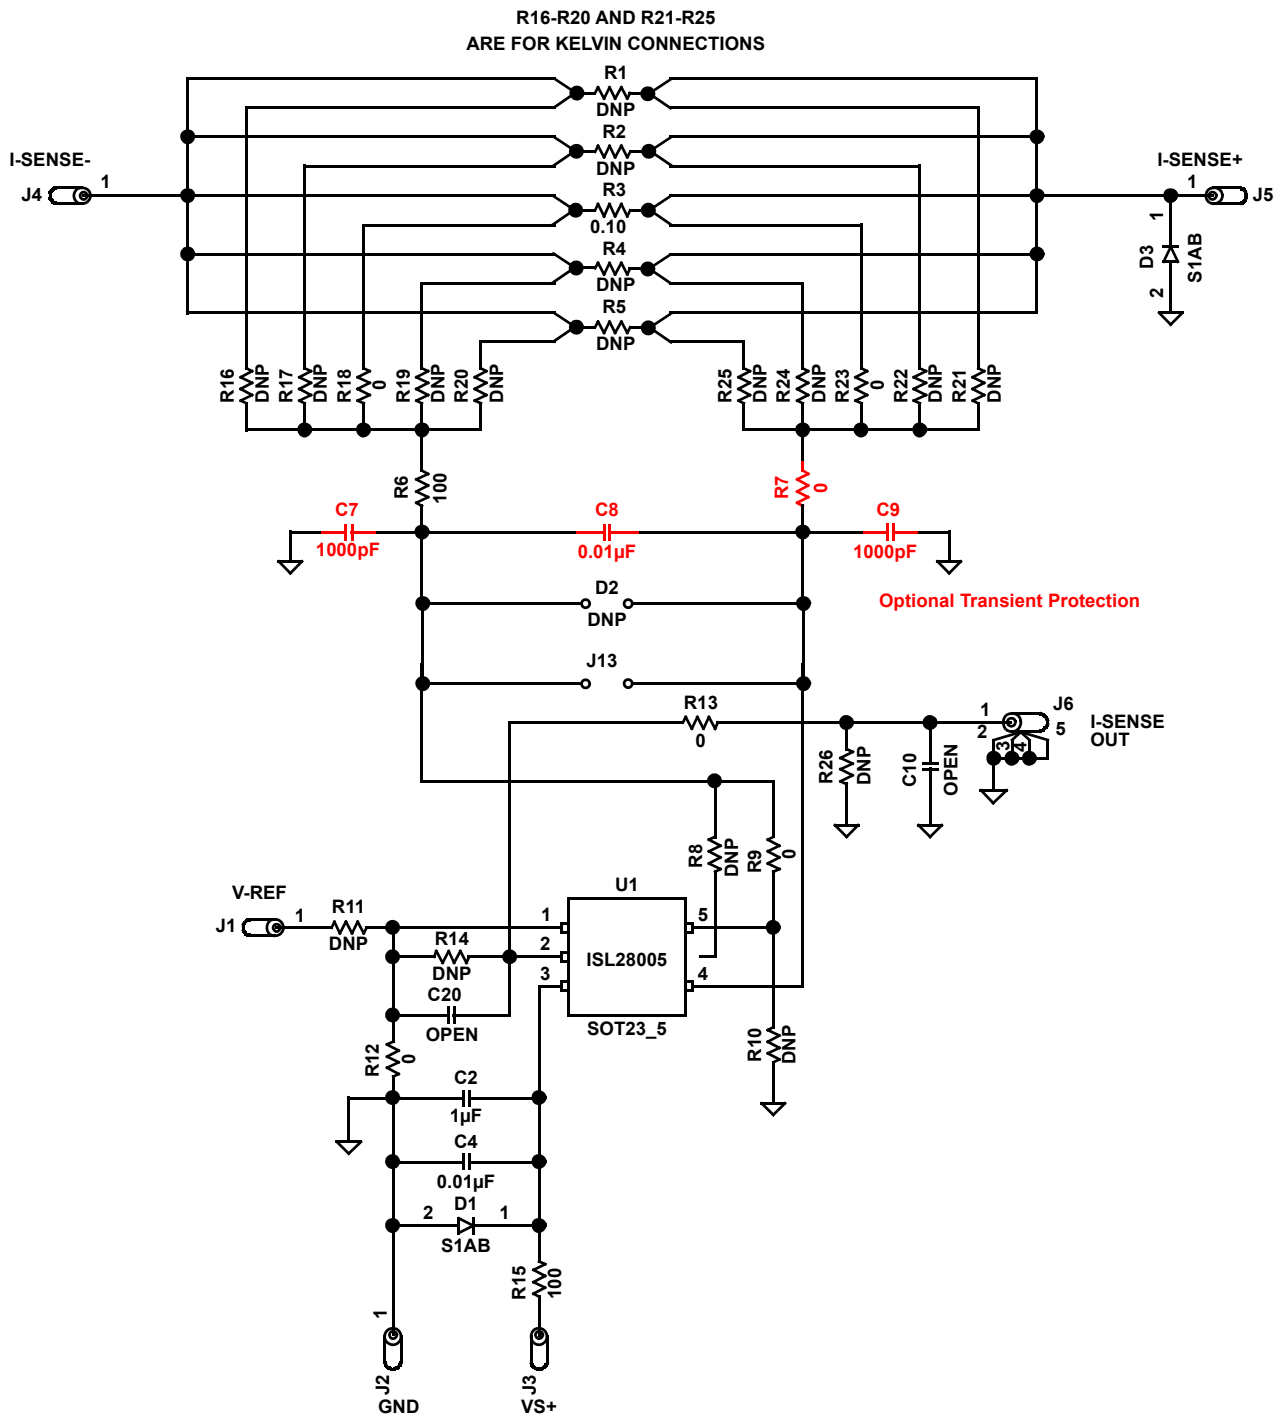 R16-R20 AND R21-R25
ARE FOR KELVIN CONNECTIONS
R1
DNP
R2
DNP
I-SENSE-
J4
1
R3
0.10
I-SENSE+
1
J5
R4
DNP
1
D3
S1AB
2
R5
DNP
R16
DNP
R17
DNP
R18
0
R19
DNP
R20
DNP
R25
DNP
R24
DNP
R23
0
R22
DNP
R21
DNP
R6
100
R7
0
C7
1000pF
C8
0.01µF
C9
1000pF
D2
DNP
Optional Transient Protection
J13
R13
0
1
2
3
4
5
J6
I-SENSE
OUT
R26
DNP
C10
OPEN
R8
DNP
R9
0
U1
V-REF
J1
1
R11
DNP
1
5
R14
DNP
2
ISL28005
3
4
C20
OPEN
SOT23_5
R12
0
R10
DNP
C2
1µF
C4
0.01µF
D1
2
1
S1AB
R15
100
1
J2
GND
J3
VS+